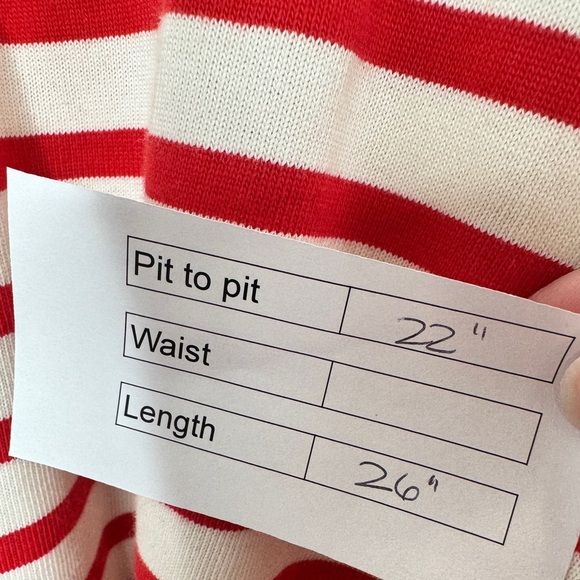 Pit to pit 22"
Waist
Length 26"